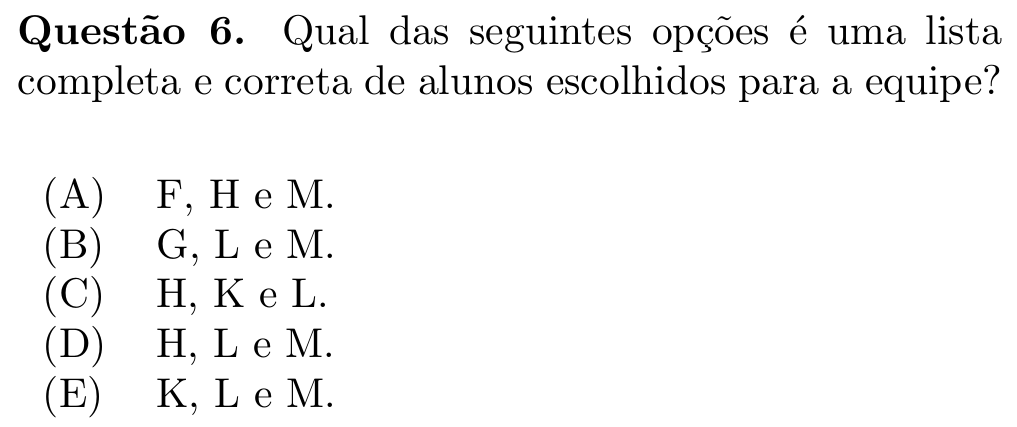 Questão 6. Qual das seguintes opções é uma lista
completa e correta de alunos escolhidos para a equipe?
(A) F, H e M.
(B) G, L e M.
(C) H, K e L.
(D) H, L e M.
(E) K, L e M.